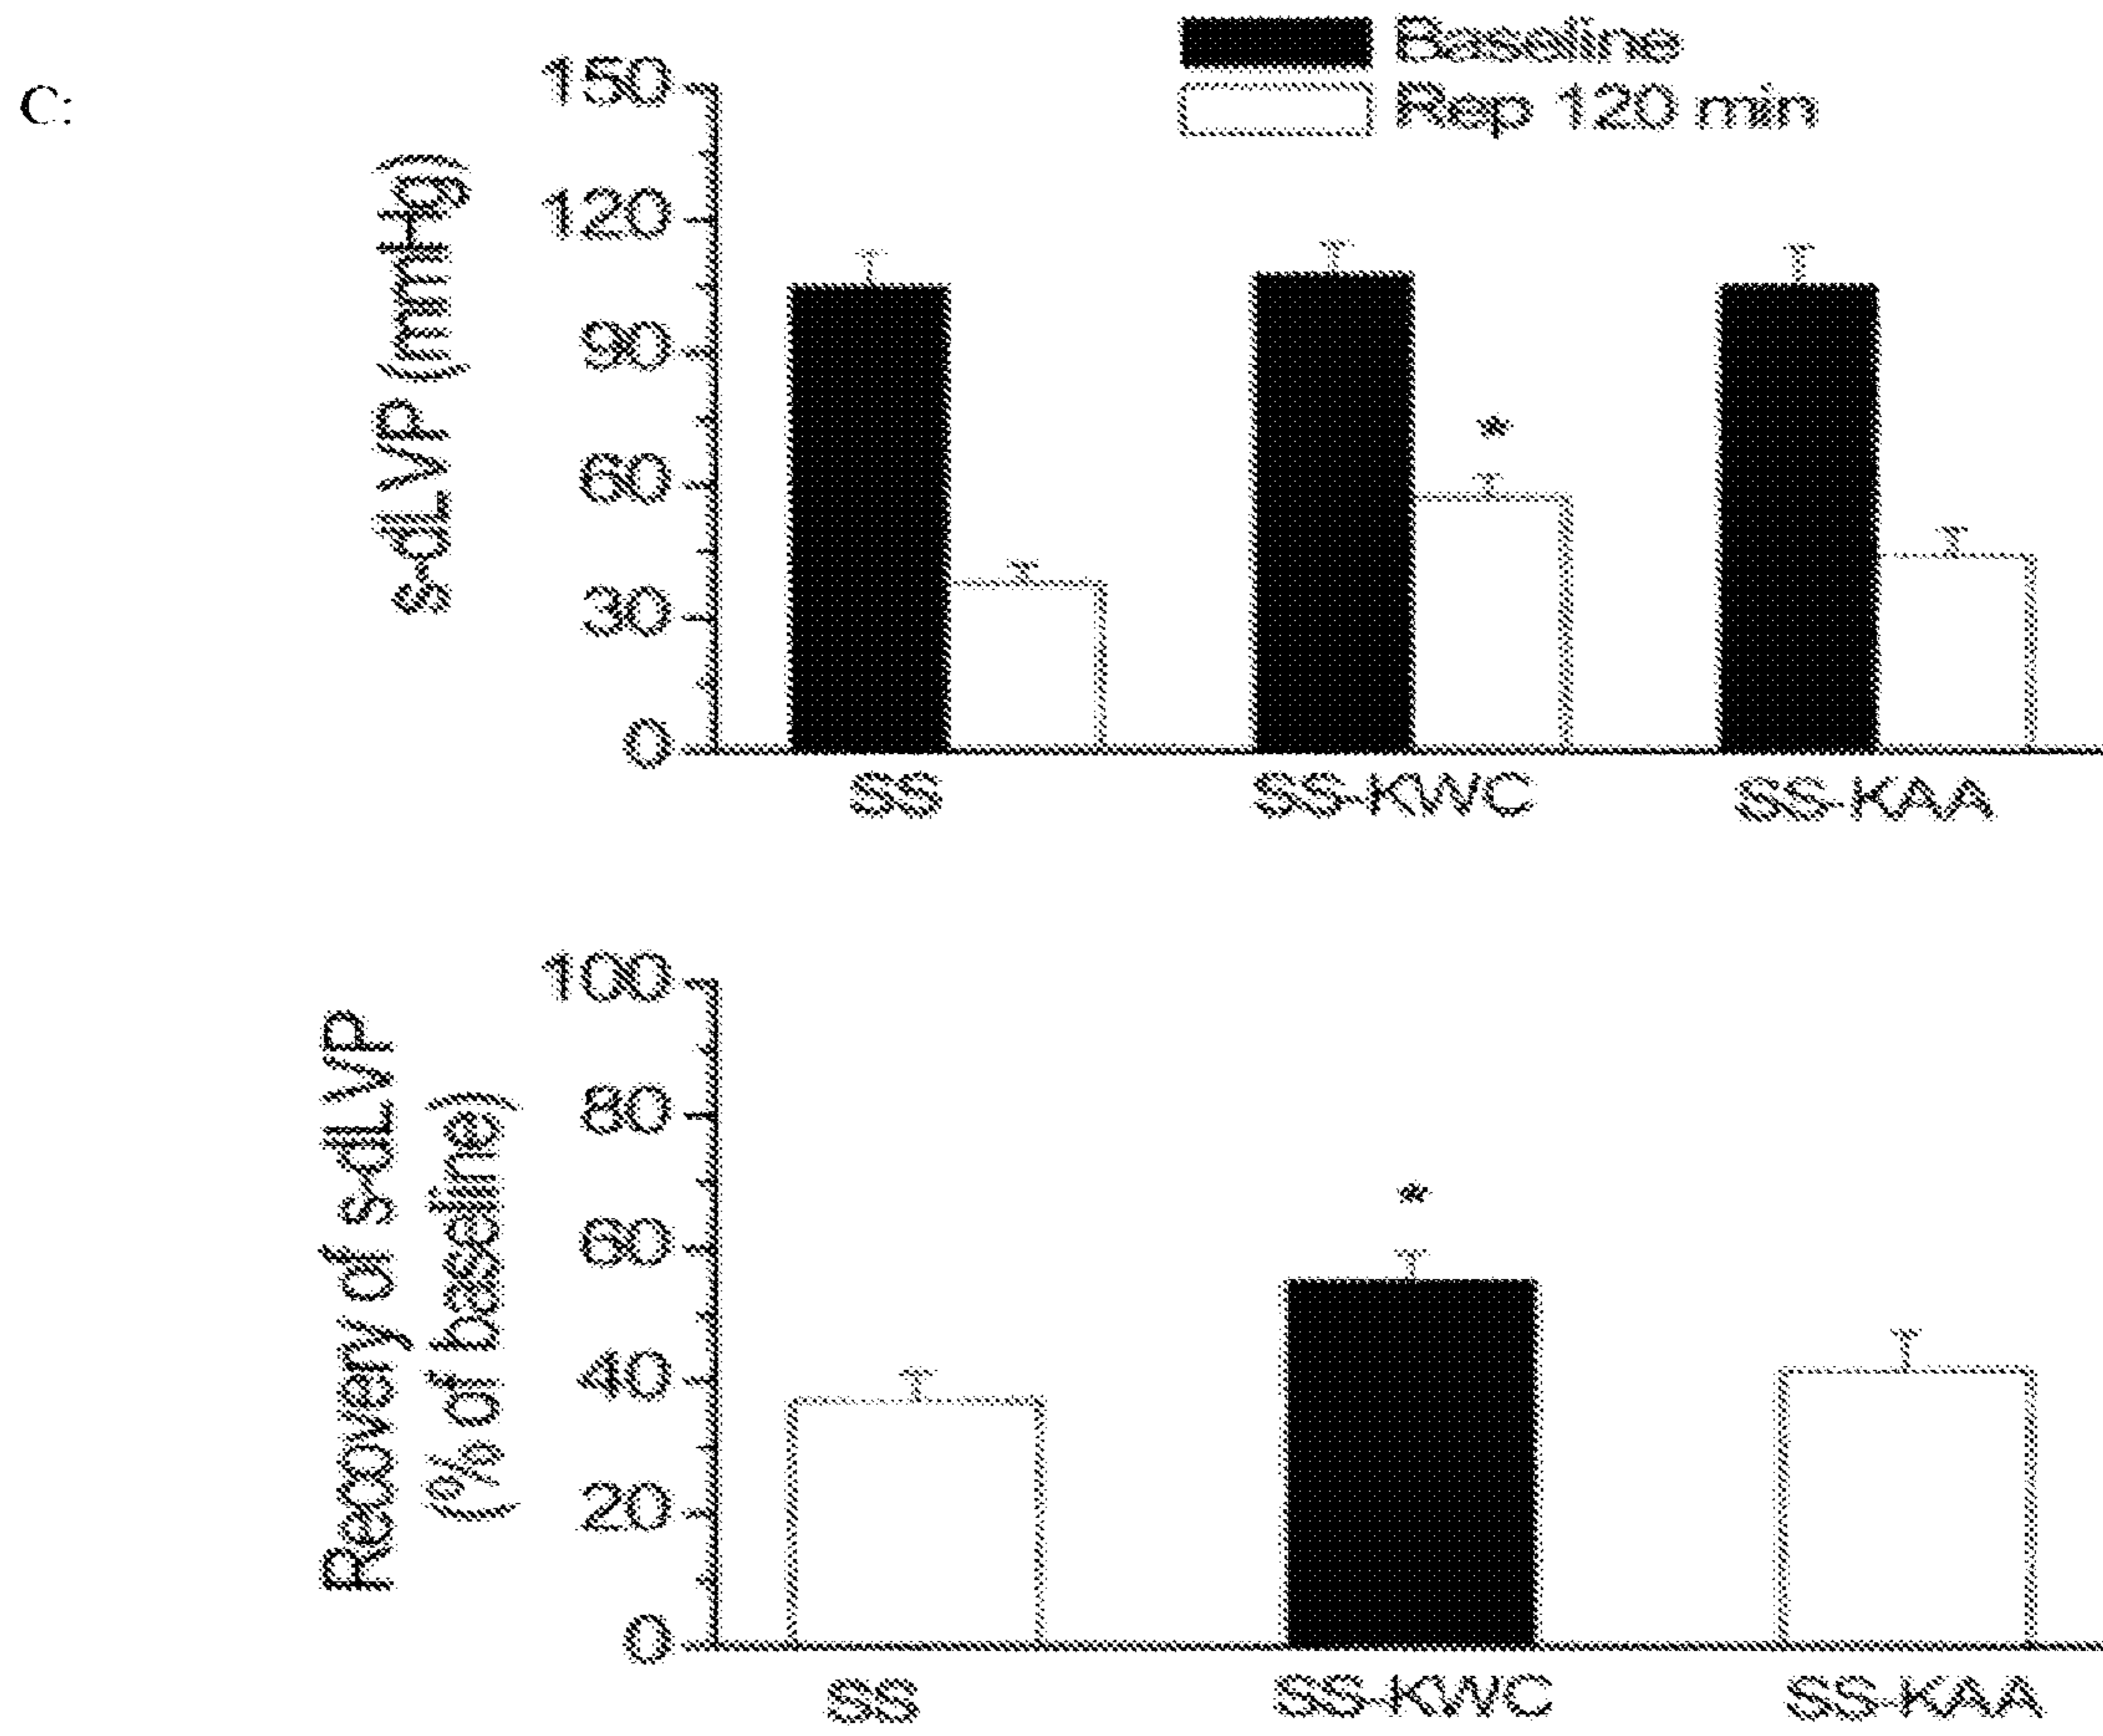 C:
Baseline
Rep 120 min
s-dLVP (mmHg)
150
120
90
60
30
0
*
SS
SS-KWC
SS-KAA
Recovery of s-dLVP
(% of baseline)
100
80
60
40
20
0
*
SS
SS-KWC
SS-KAA